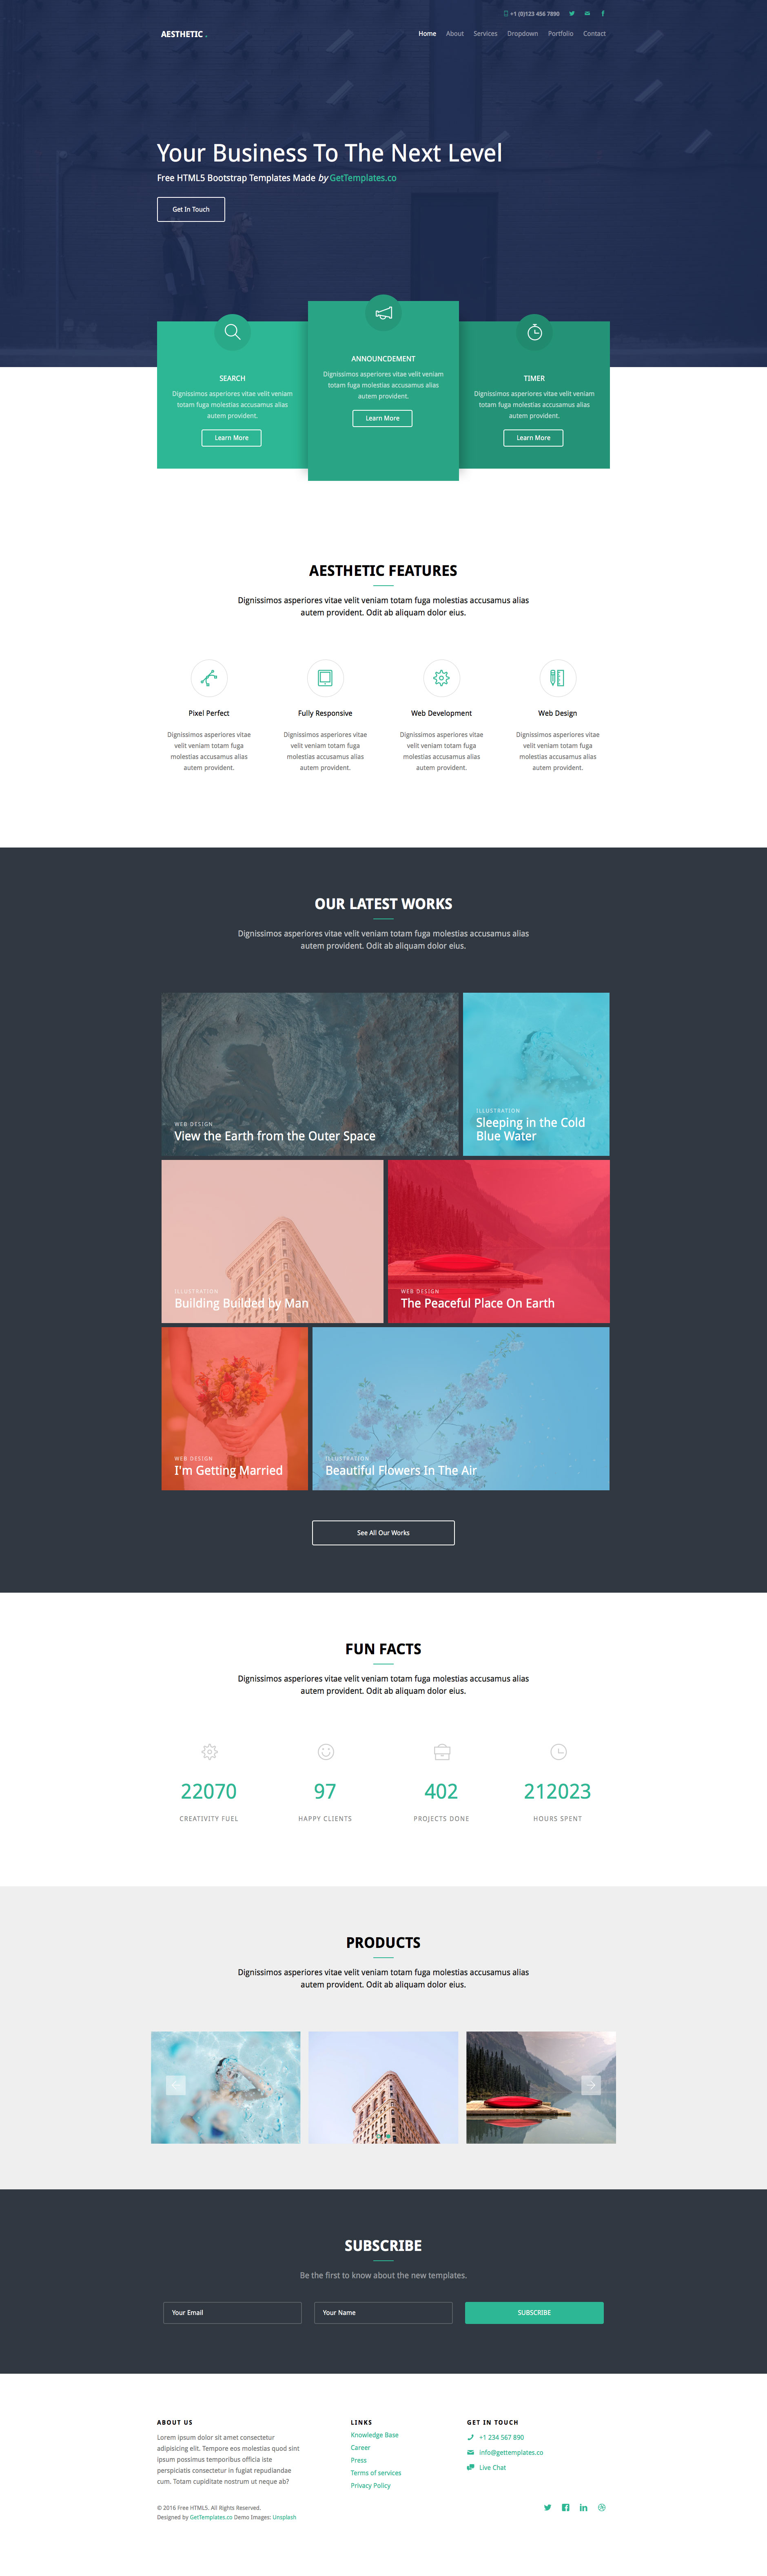 +1 (0)123 456 7890
AESTHETIC .
Home About Services Dropdown Portfolio Contact
Your Business To The Next Level
Free HTML5 Bootstrap Templates Made by GetTemplates.co
Get In Touch
SEARCH
Dignissimos asperiores vitae velit veniam
totam fuga molestias accusamus alias
autem provident.
Learn More
ANNOUNCDEMENT
Dignissimos asperiores vitae velit veniam
totam fuga molestias accusamus alias
autem provident.
Learn More
TIMER
Dignissimos asperiores vitae velit veniam
totam fuga molestias accusamus alias
autem provident.
Learn More
AESTHETIC FEATURES
Dignissimos asperiores vitae velit veniam totam fuga molestias accusamus alias
autem provident. Odit ab aliquam dolor eius.
Pixel Perfect
Dignissimos asperiores vitae
velit veniam totam fuga
molestias accusamus alias
autem provident.
Fully Responsive
Dignissimos asperiores vitae
velit veniam totam fuga
molestias accusamus alias
autem provident.
Web Development
Dignissimos asperiores vitae
velit veniam totam fuga
molestias accusamus alias
autem provident.
Web Design
Dignissimos asperiores vitae
velit veniam totam fuga
molestias accusamus alias
autem provident.
OUR LATEST WORKS
Dignissimos asperiores vitae velit veniam totam fuga molestias accusamus alias
autem provident. Odit ab aliquam dolor eius.
WEB DESIGN
View the Earth from the Outer Space
ILLUSTRATION
Sleeping in the Cold
Blue Water
ILLUSTRATION
Building Builded by Man
WEB DESIGN
The Peaceful Place On Earth
WEB DESIGN
I'm Getting Married
ILLUSTRATION
Beautiful Flowers In The Air
See All Our Works
FUN FACTS
Dignissimos asperiores vitae velit veniam totam fuga molestias accusamus alias
autem provident. Odit ab aliquam dolor eius.
22070
CREATIVITY FUEL
97
HAPPY CLIENTS
402
PROJECTS DONE
212023
HOURS SPENT
PRODUCTS
Dignissimos asperiores vitae velit veniam totam fuga molestias accusamus alias
autem provident. Odit ab aliquam dolor eius.
SUBSCRIBE
Be the first to know about the new templates.
Your Email
Your Name
SUBSCRIBE
ABOUT US
Lorem ipsum dolor sit amet consectetur
adipisicing elit. Tempore eos molestias quod sint
ipsum possimus temporibus officia iste
perspiciatis consectetur in fugiat repudiandae
cum. Totam cupiditate nostrum ut neque ab?
LINKS
Knowledge Base
Career
Press
Terms of services
Privacy Policy
GET IN TOUCH
+1 234 567 890
info@gettemplates.co
Live Chat
© 2016 Free HTML5. All Rights Reserved.
Designed by GetTemplates.co Demo Images: Unsplash